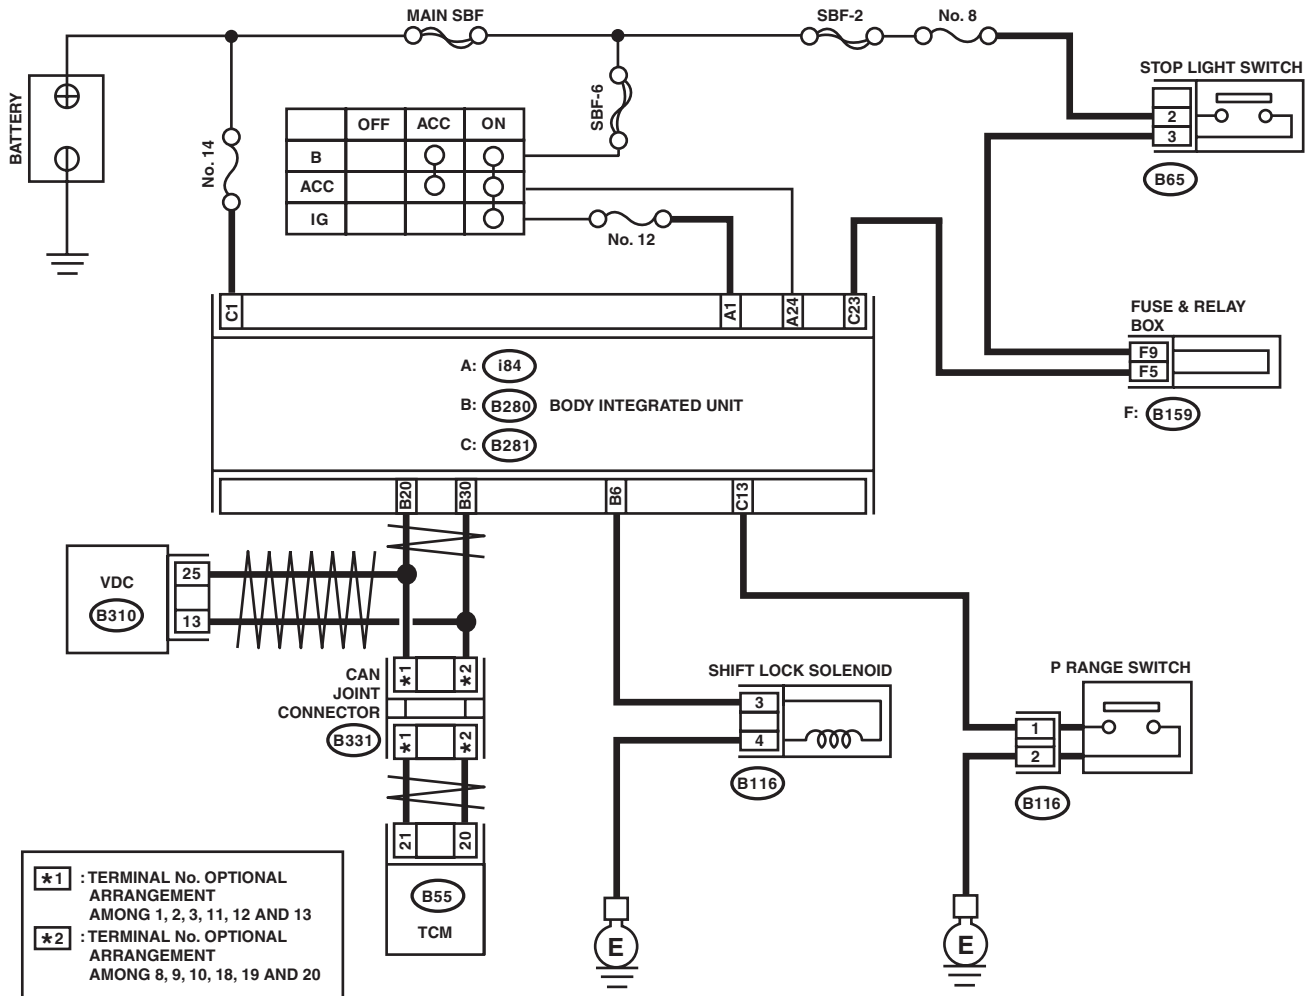 MAIN SBF
SBF-2
No. 8
STOP LIGHT SWITCH
BATTERY
No. 14
SBF-6
OFF ACC ON
B
ACC
IG
No. 12
2
3
B65
C1
A1
A24
C23
FUSE & RELAY
BOX
F9
F5
F: B159
A: i84
B: B280 BODY INTEGRATED UNIT
C: B281
B20
B30
B6
C13
VDC
B310
25
13
CAN
JOINT
CONNECTOR
B331
*1
*2
*1
*2
21
20
B55
TCM
SHIFT LOCK SOLENOID
3
4
B116
P RANGE SWITCH
1
2
B116
E
E
*1 : TERMINAL No. OPTIONAL
ARRANGEMENT
AMONG 1, 2, 3, 11, 12 AND 13
*2 : TERMINAL No. OPTIONAL
ARRANGEMENT
AMONG 8, 9, 10, 18, 19 AND 20